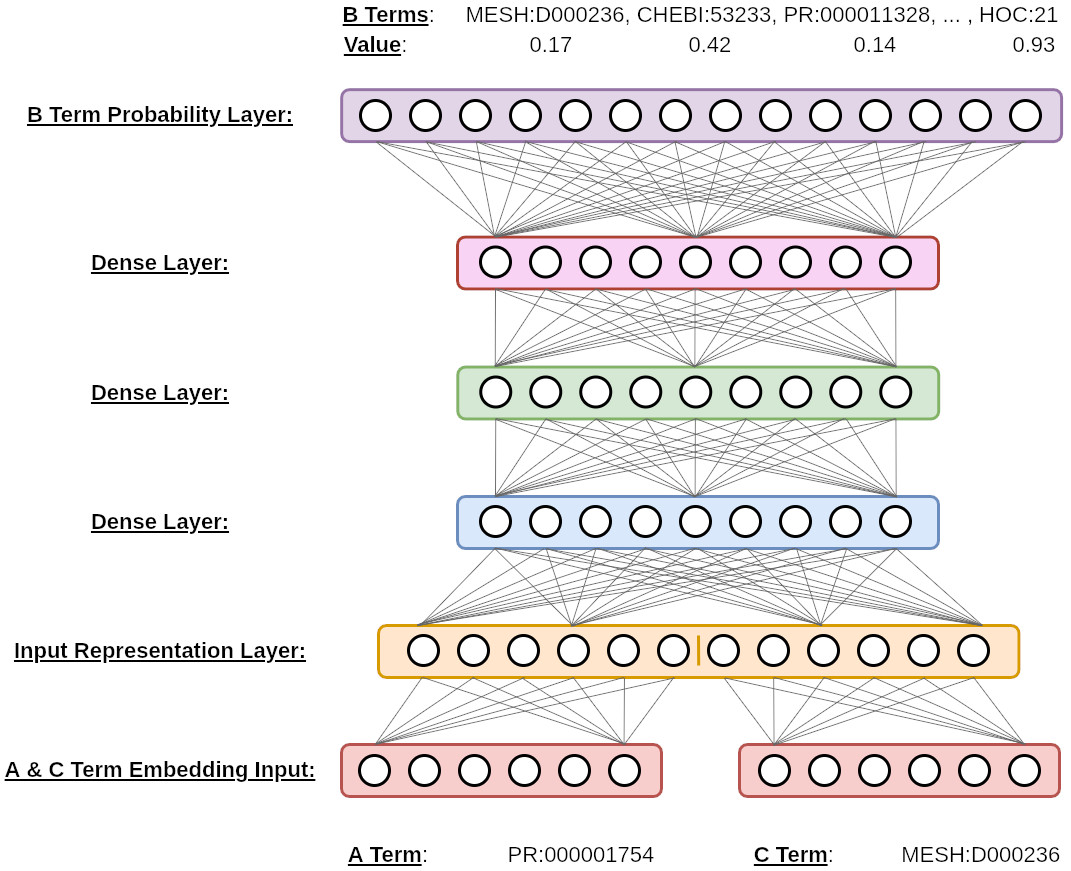 B Terms: MESH:D000236, CHEBI:53233, PR:000011328, ... , HOC:21
Value: 0.17 0.42 0.14 0.93
B Term Probability Layer:
Dense Layer:
Dense Layer:
Dense Layer:
Input Representation Layer:
A & C Term Embedding Input:
A Term: PR:000001754 C Term: MESH:D000236